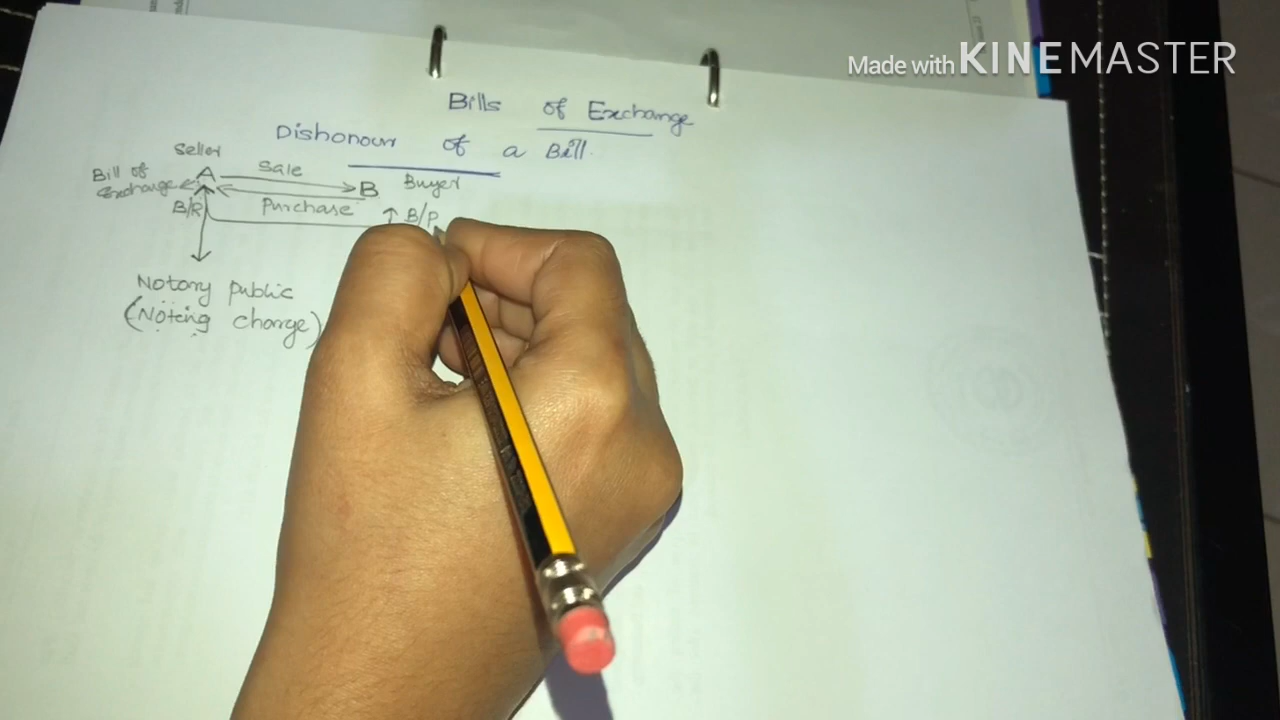 Made with KINEMASTER
Bills of Exchange
Dishonour of a Bill
Seller
Bill of Exchange
A Sale B Buyer
B/R Purchase B/P
Notary public
(Noting charge)